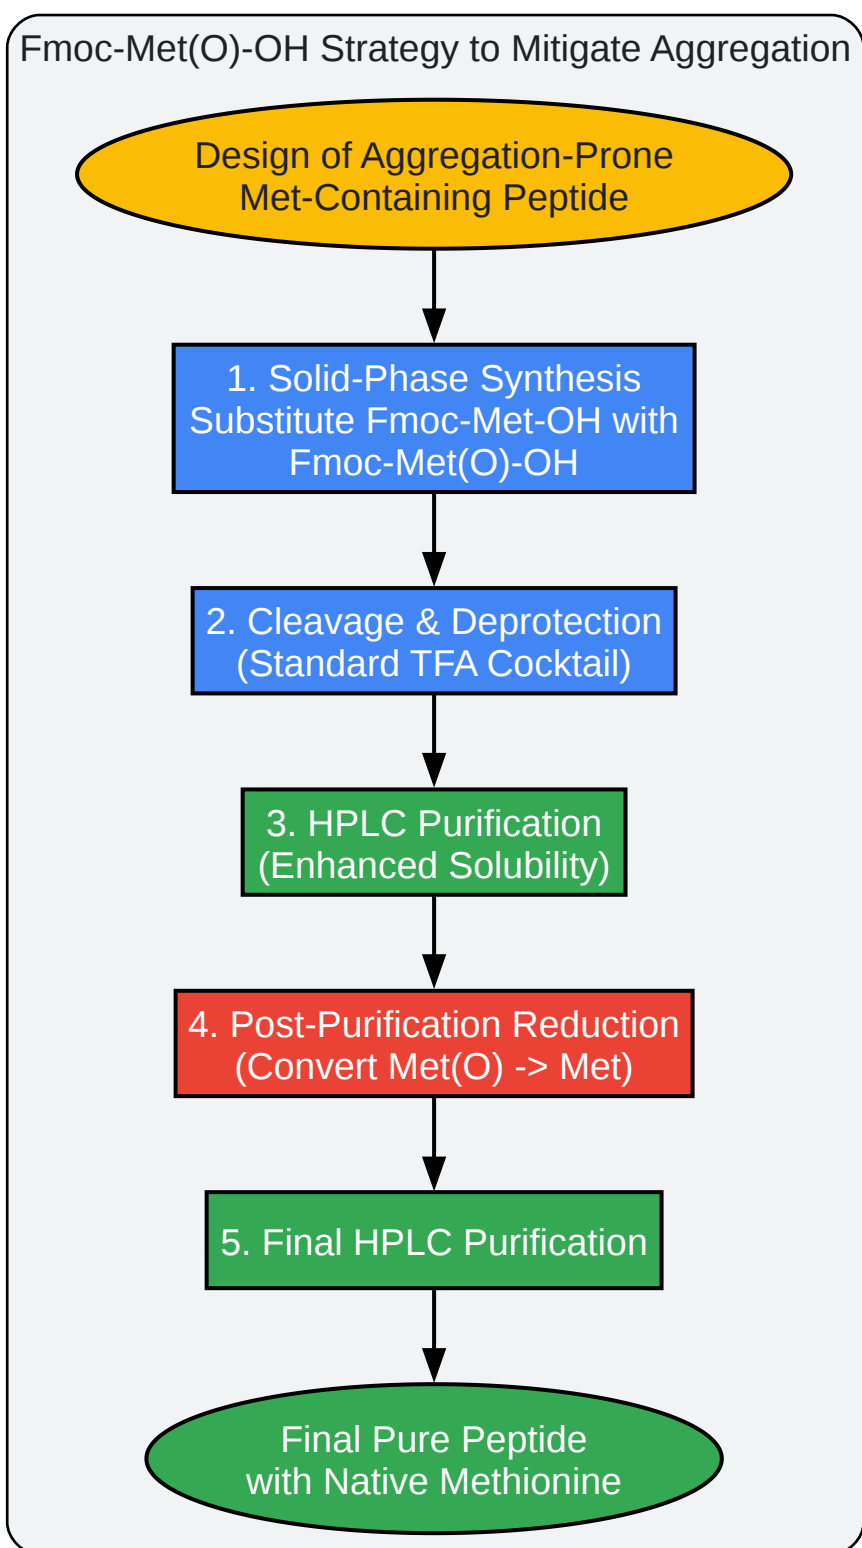 Fmoc-Met(O)-OH Strategy to Mitigate Aggregation
Design of Aggregation-Prone
Met-Containing Peptide
1. Solid-Phase Synthesis
Substitute Fmoc-Met-OH with
Fmoc-Met(O)-OH
2. Cleavage & Deprotection
(Standard TFA Cocktail)
3. HPLC Purification
(Enhanced Solubility)
4. Post-Purification Reduction
(Convert Met(O) -> Met)
5. Final HPLC Purification
Final Pure Peptide
with Native Methionine